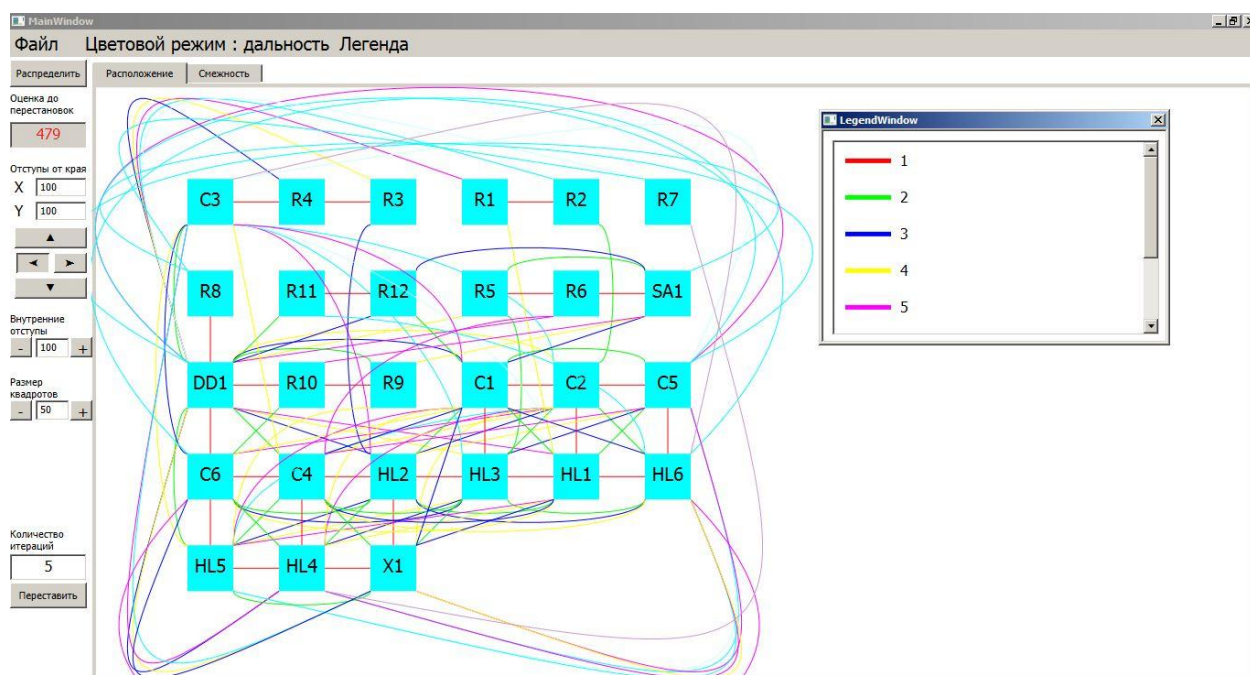 MainWindow
Файл Цветовой режим : дальность Легенда
Распределить
Расположение Смежность
Оценка до
перестановок
479
Отступы от края
X 100
Y 100
Внутренние
отступы
- 100 +
Размер
квадротов
- 50 +
Количество
итераций
5
Переставить
C3 R4 R3 R1 R2 R7
R8 R11 R12 R5 R6 SA1
DD1 R10 R9 C1 C2 C5
C6 C4 HL2 HL3 HL1 HL6
HL5 HL4 X1
LegendWindow
1
2
3
4
5